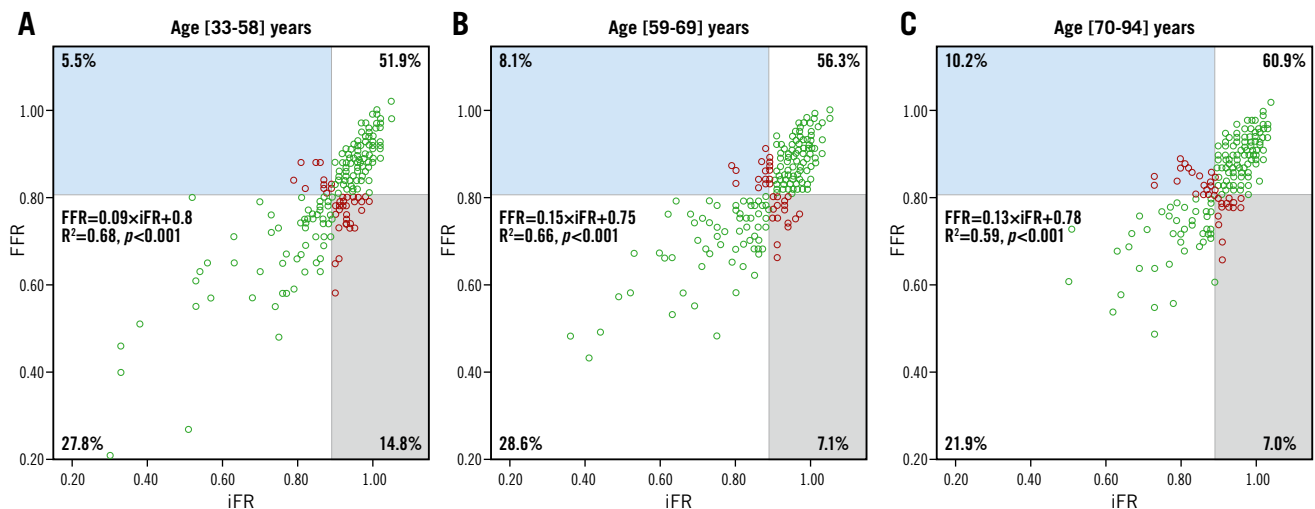 A
Age [33-58] years
5.5%
51.9%
FFR=0.09×iFR+0.8
R²=0.68, p<0.001
27.8%
14.8%
FFR
1.00
0.80
0.60
0.40
0.20
0.20 0.40 0.60 0.80 1.00
iFR
B
Age [59-69] years
8.1%
56.3%
FFR=0.15×iFR+0.75
R²=0.66, p<0.001
28.6%
7.1%
FFR
1.00
0.80
0.60
0.40
0.20
0.20 0.40 0.60 0.80 1.00
iFR
C
Age [70-94] years
10.2%
60.9%
FFR=0.13×iFR+0.78
R²=0.59, p<0.001
21.9%
7.0%
FFR
1.00
0.80
0.60
0.40
0.20
0.20 0.40 0.60 0.80 1.00
iFR